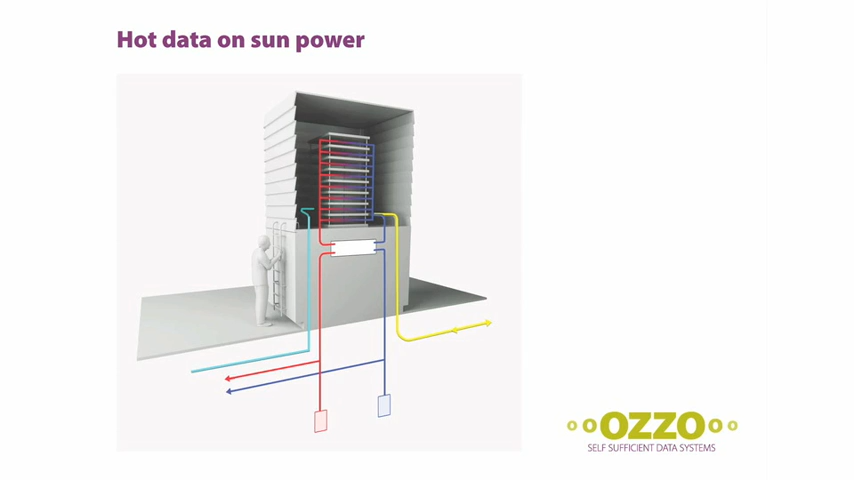 Hot data on sun power
o o OZZO o o
SELF SUFFICIENT DATA SYSTEMS